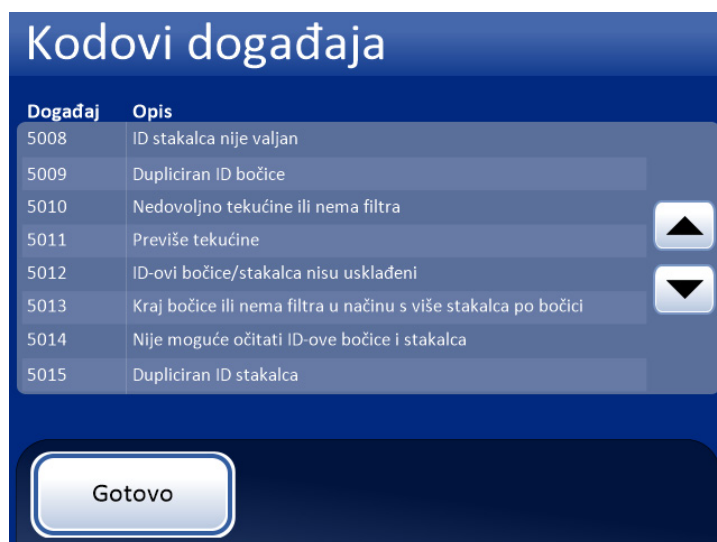 Kodovi događaja
Događaj Opis
5008 ID stakalca nije valjan
5009 Dupliciran ID bočice
5010 Nedovoljno tekućine ili nema filtra
5011 Previše tekućine
5012 ID-ovi bočice/stakalca nisu usklađeni
5013 Kraj bočice ili nema filtra u načinu s više stakalca po bočici
5014 Nije moguće očitati ID-ove bočice i stakalca
5015 Dupliciran ID stakalca
Gotovo